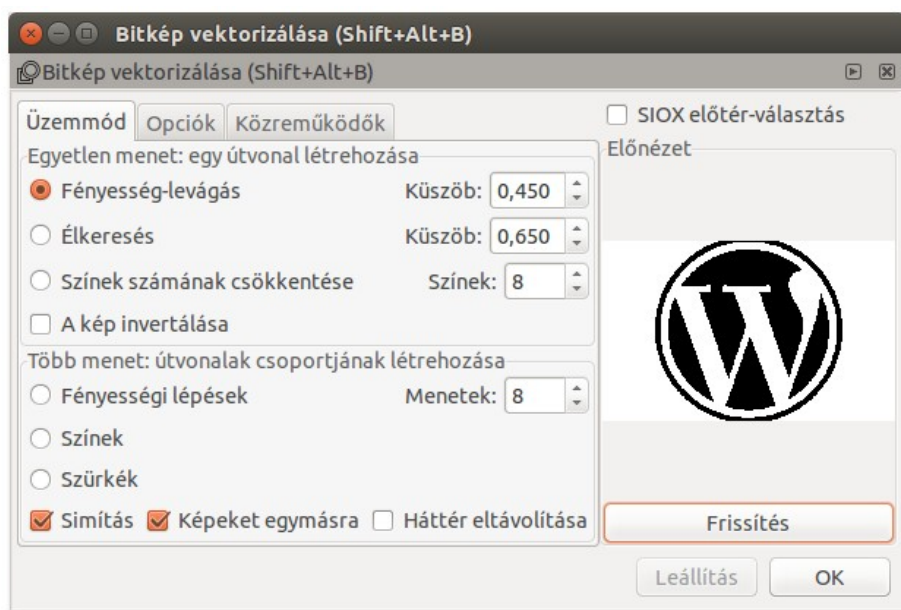 Bitkép vektorizálása (Shift+Alt+B)
Bitkép vektorizálása (Shift+Alt+B)
Üzemmód Opciók Közreműködők
SIOX előtér-választás
Egyetlen menet: egy útvonal létrehozása
Előnézet
Fényesség-levágás Küszöb: 0,450
Élkeresés Küszöb: 0,650
Színek számának csökkentése Színek: 8
A kép invertálása
Több menet: útvonalak csoportjának létrehozása
Fényességi lépések Menetek: 8
Színek
Szürkék
Simítás Képeket egymásra Háttér eltávolítása
Frissítés
Leállítás OK
W